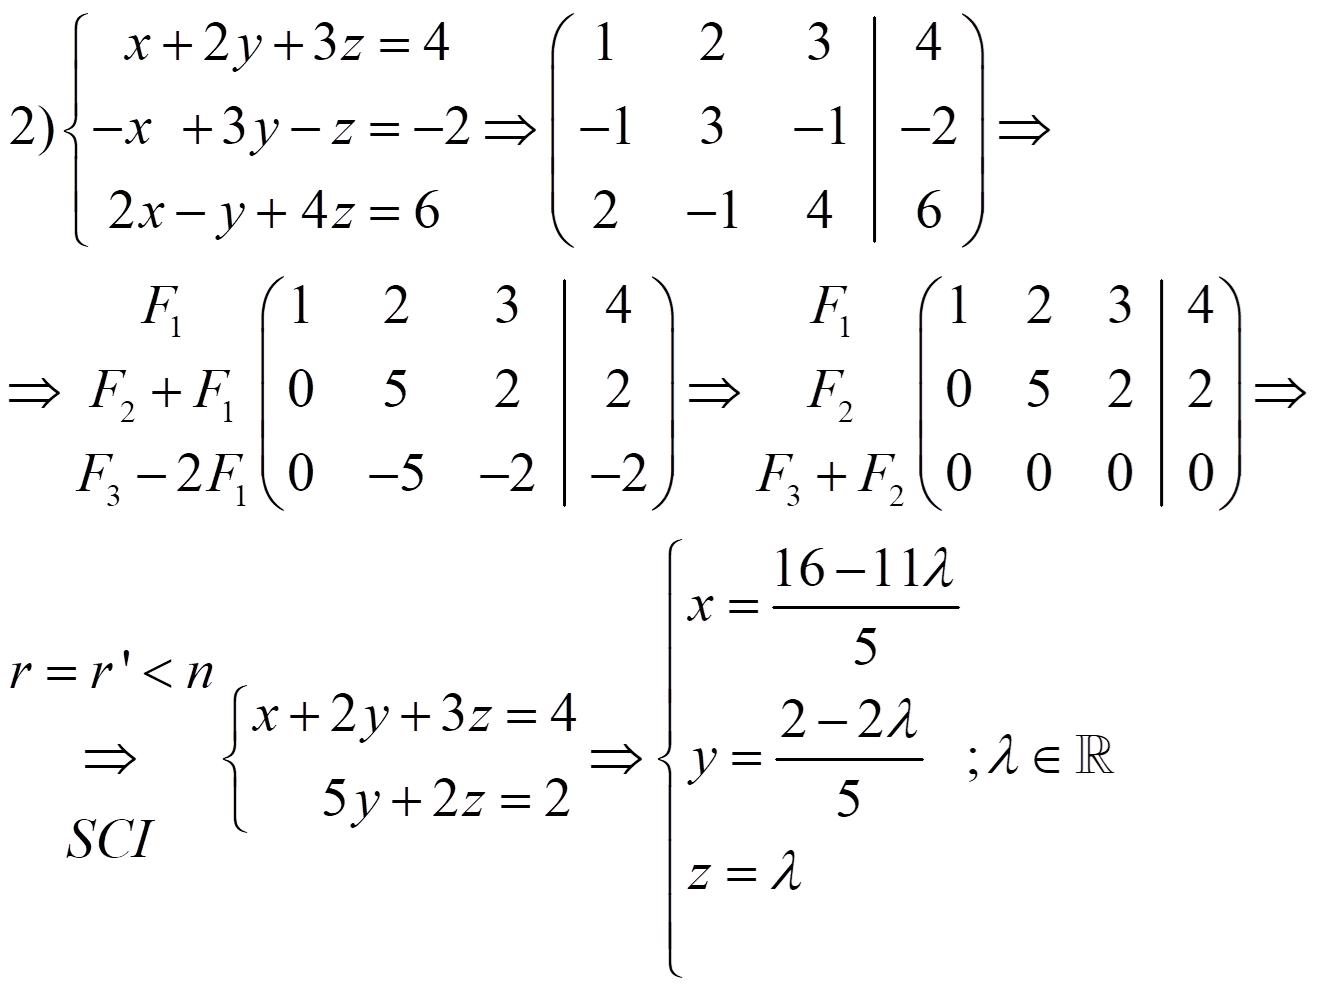 2) { x + 2y + 3z = 4 ; −x + 3y − z = −2 ; 2x − y + 4z = 6 ⇒ ( 1 2 3 | 4 ; −1 3 −1 | −2 ; 2 −1 4 | 6 ) ⇒
⇒ F₁ ; F₂ + F₁ ; F₃ − 2F₁ ( 1 2 3 | 4 ; 0 5 2 | 2 ; 0 −5 −2 | −2 ) ⇒ F₁ ; F₂ ; F₃ + F₂ ( 1 2 3 | 4 ; 0 5 2 | 2 ; 0 0 0 | 0 ) ⇒
r = r' < n ⇒ SCI { x + 2y + 3z = 4 ; 5y + 2z = 2 ⇒ { x = (16 − 11λ)/5 ; y = (2 − 2λ)/5 ; z = λ ; λ ∈ ℝ